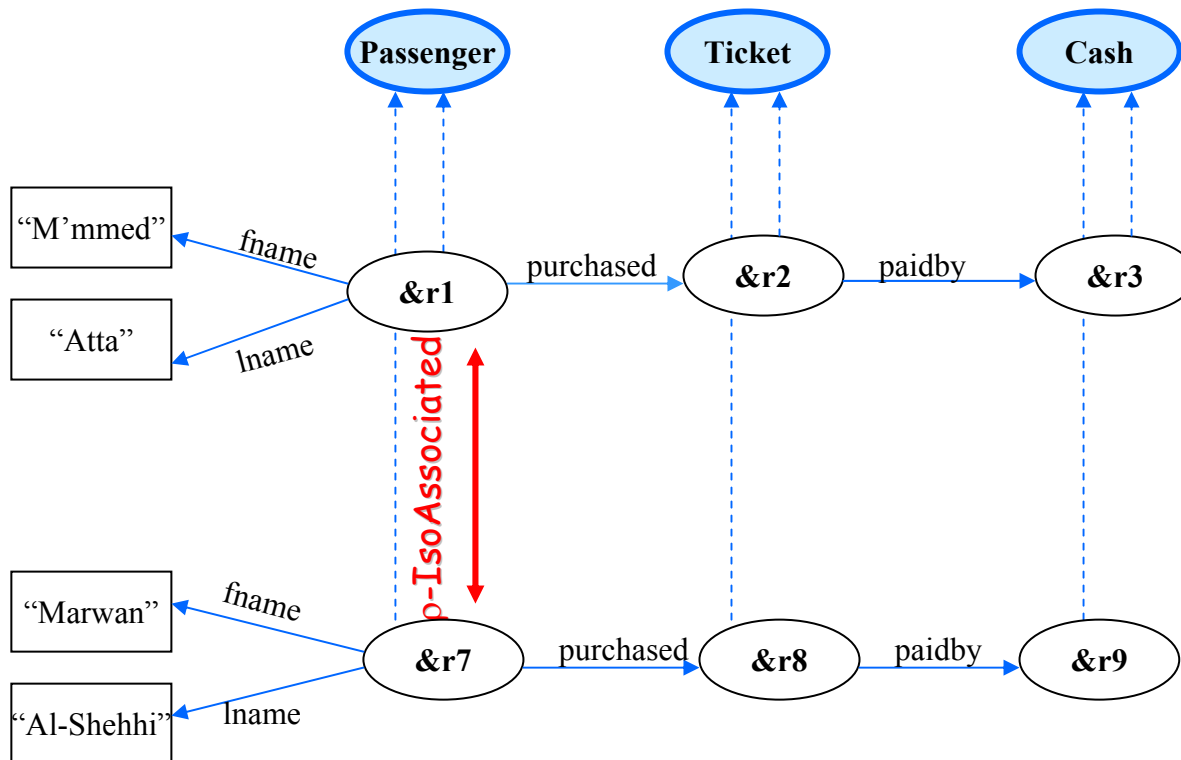 Passenger
Ticket
Cash
“M’mmed”
fname
&r1
purchased
&r2
paidby
&r3
“Atta”
lname
ρ-IsoAssociated
“Marwan”
fname
&r7
purchased
&r8
paidby
&r9
“Al-Shehhi”
lname